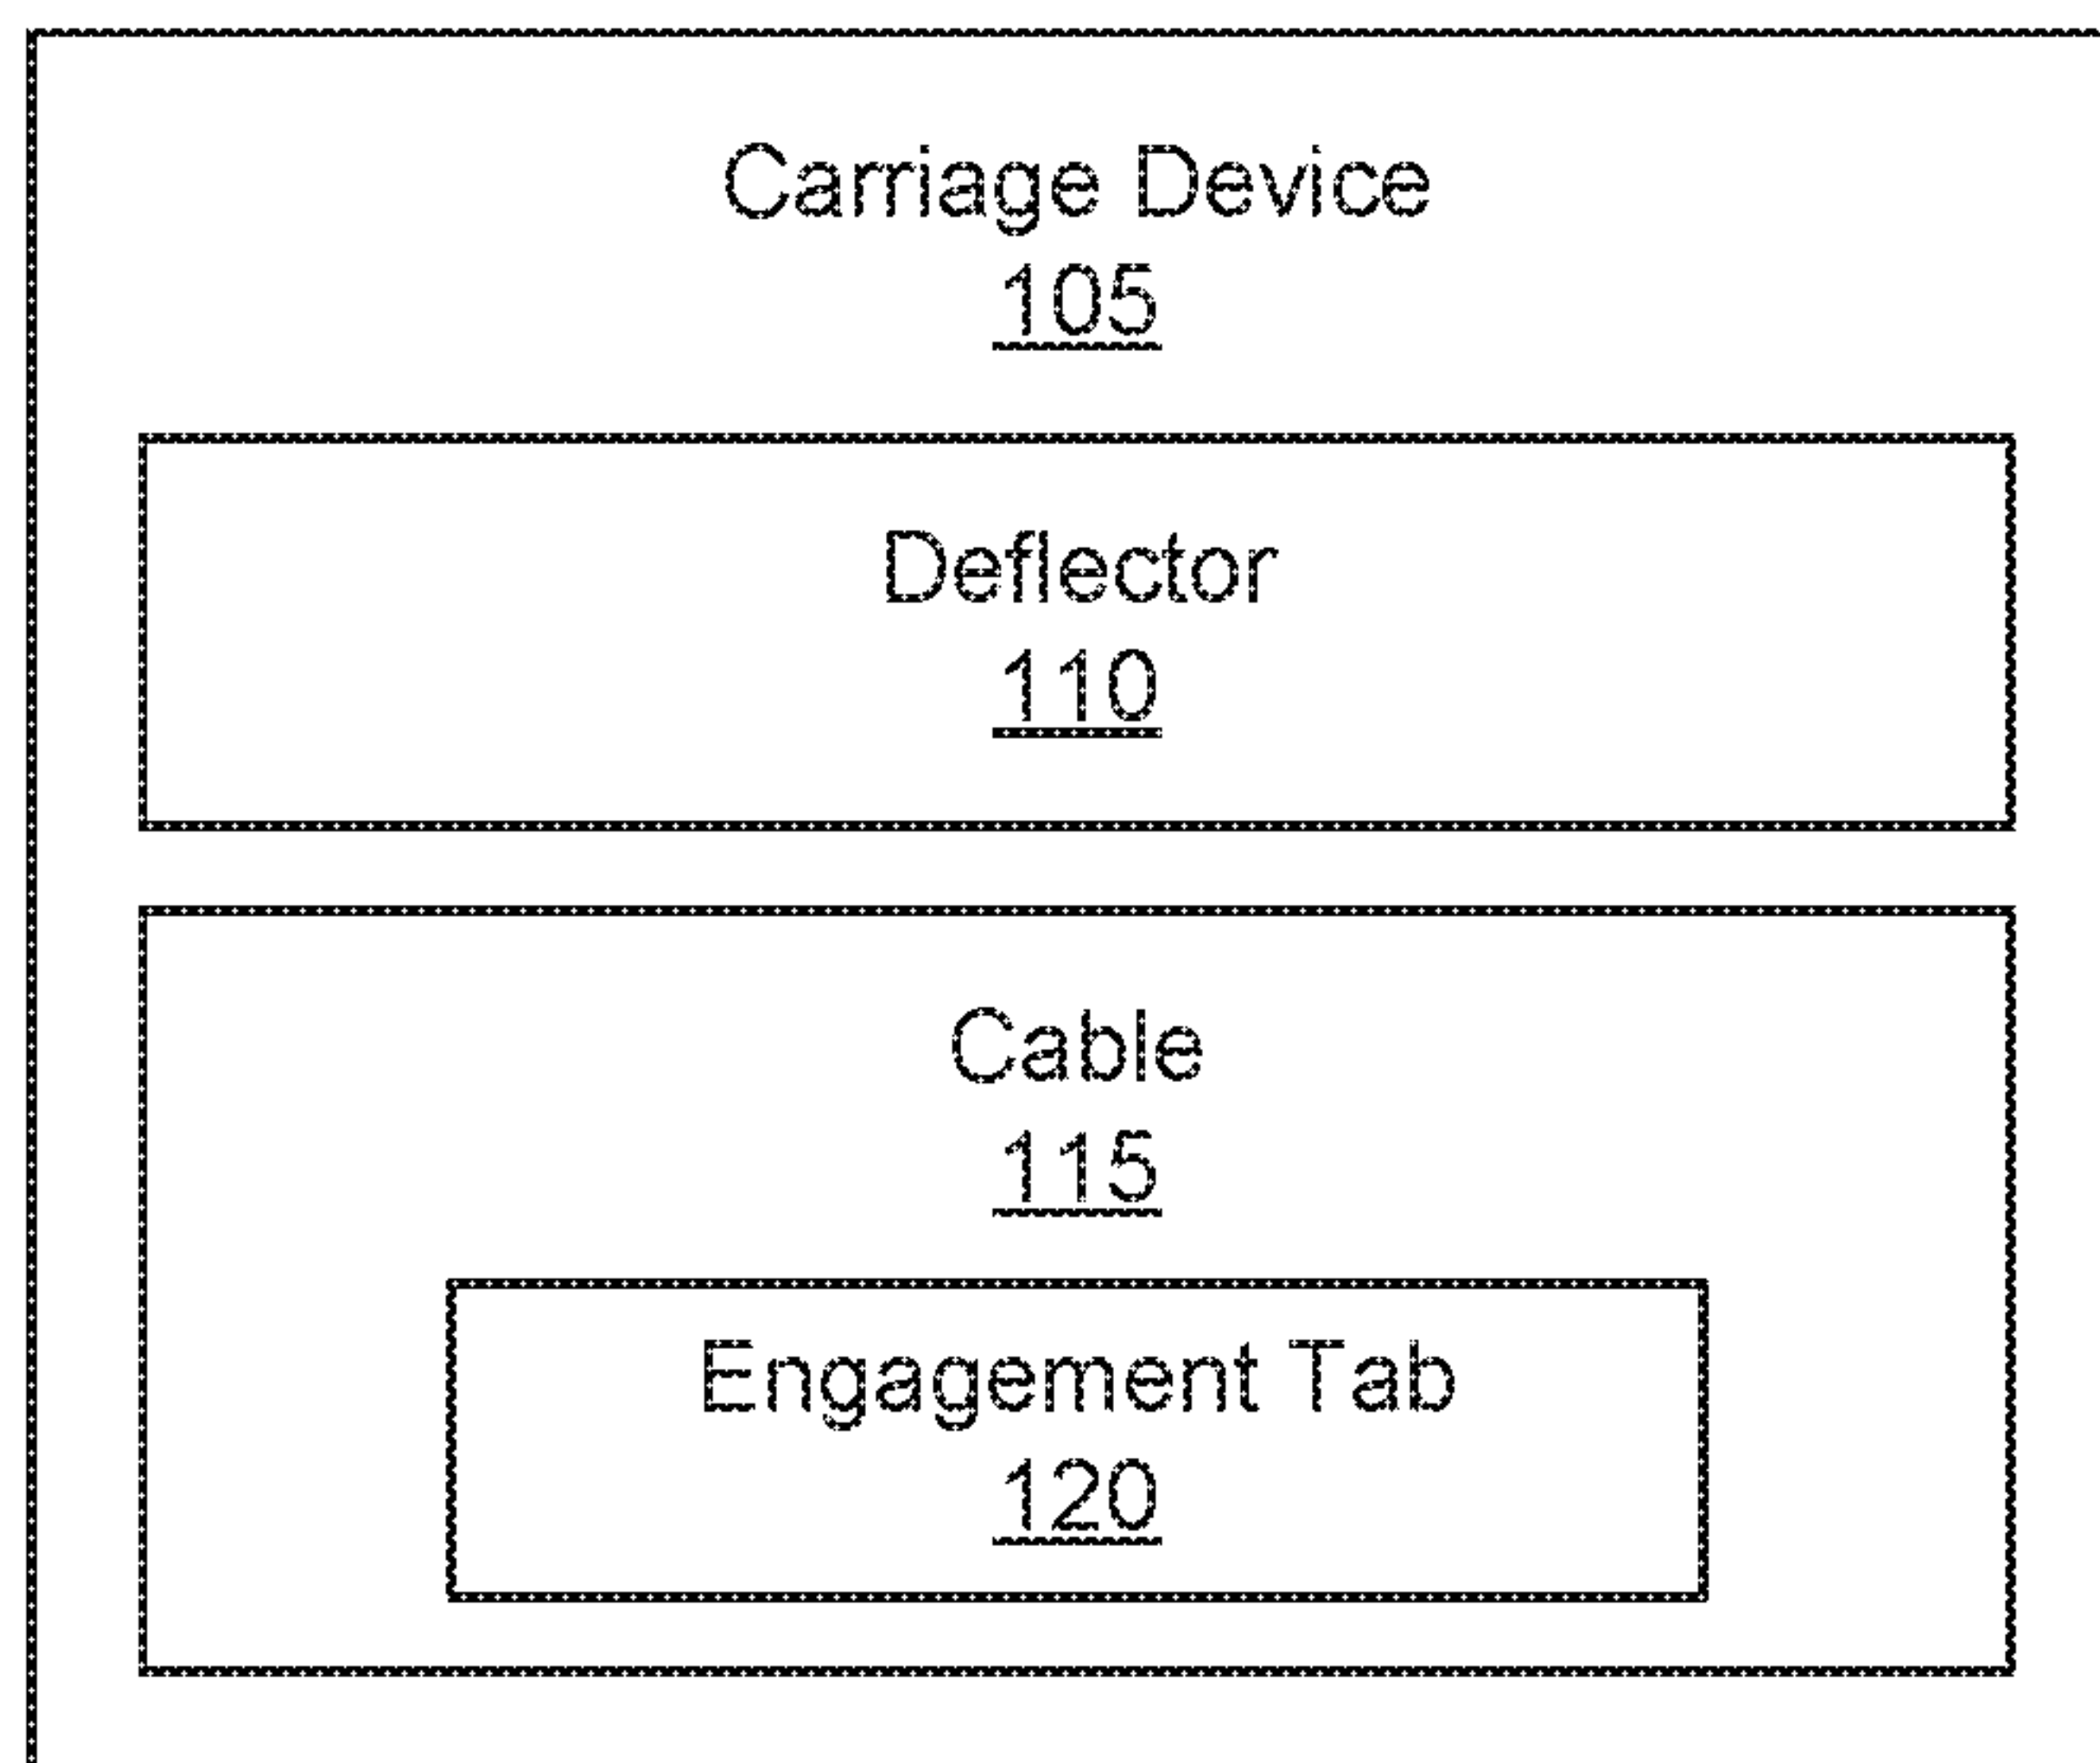 Carriage Device
105
Deflector
110
Cable
115
Engagement Tab
120